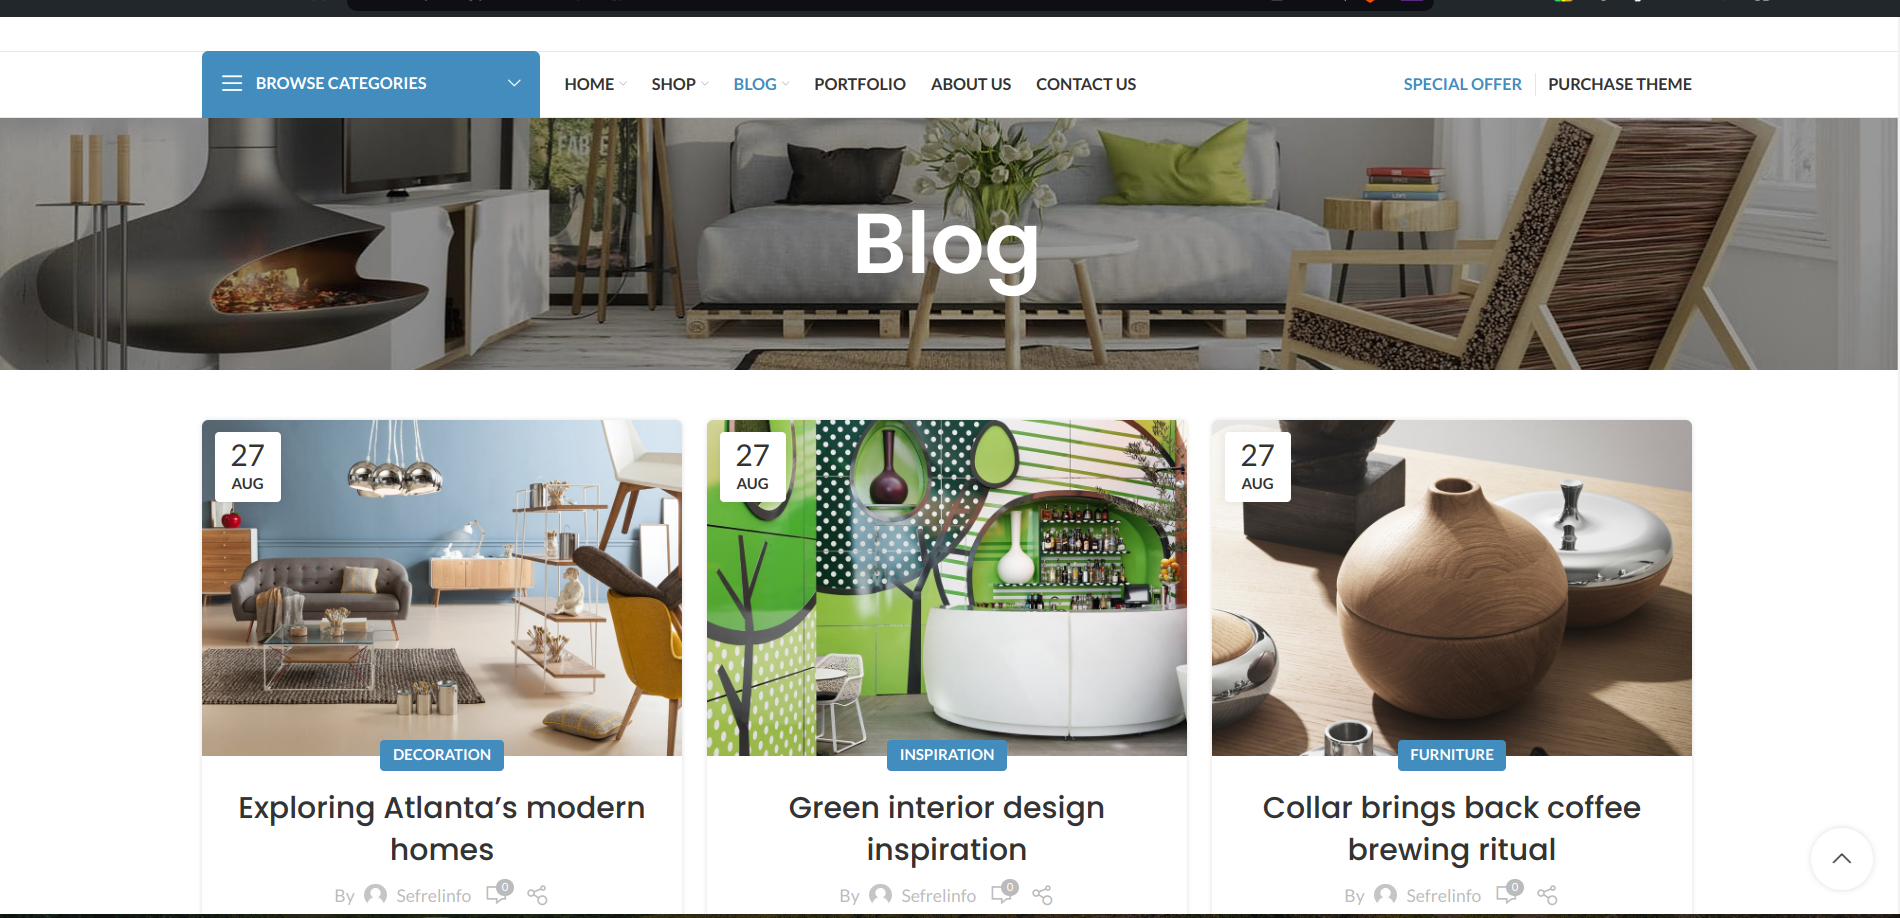 BROWSE CATEGORIES
HOME SHOP BLOG PORTFOLIO ABOUT US CONTACT US
SPECIAL OFFER PURCHASE THEME
FABLE
LOFT
Blog
27
AUG
27
AUG
27
AUG
DECORATION
INSPIRATION
FURNITURE
Exploring Atlanta’s modern
homes
Green interior design
inspiration
Collar brings back coffee
brewing ritual
By Sefrelinfo 0
By Sefrelinfo 0
By Sefrelinfo 0